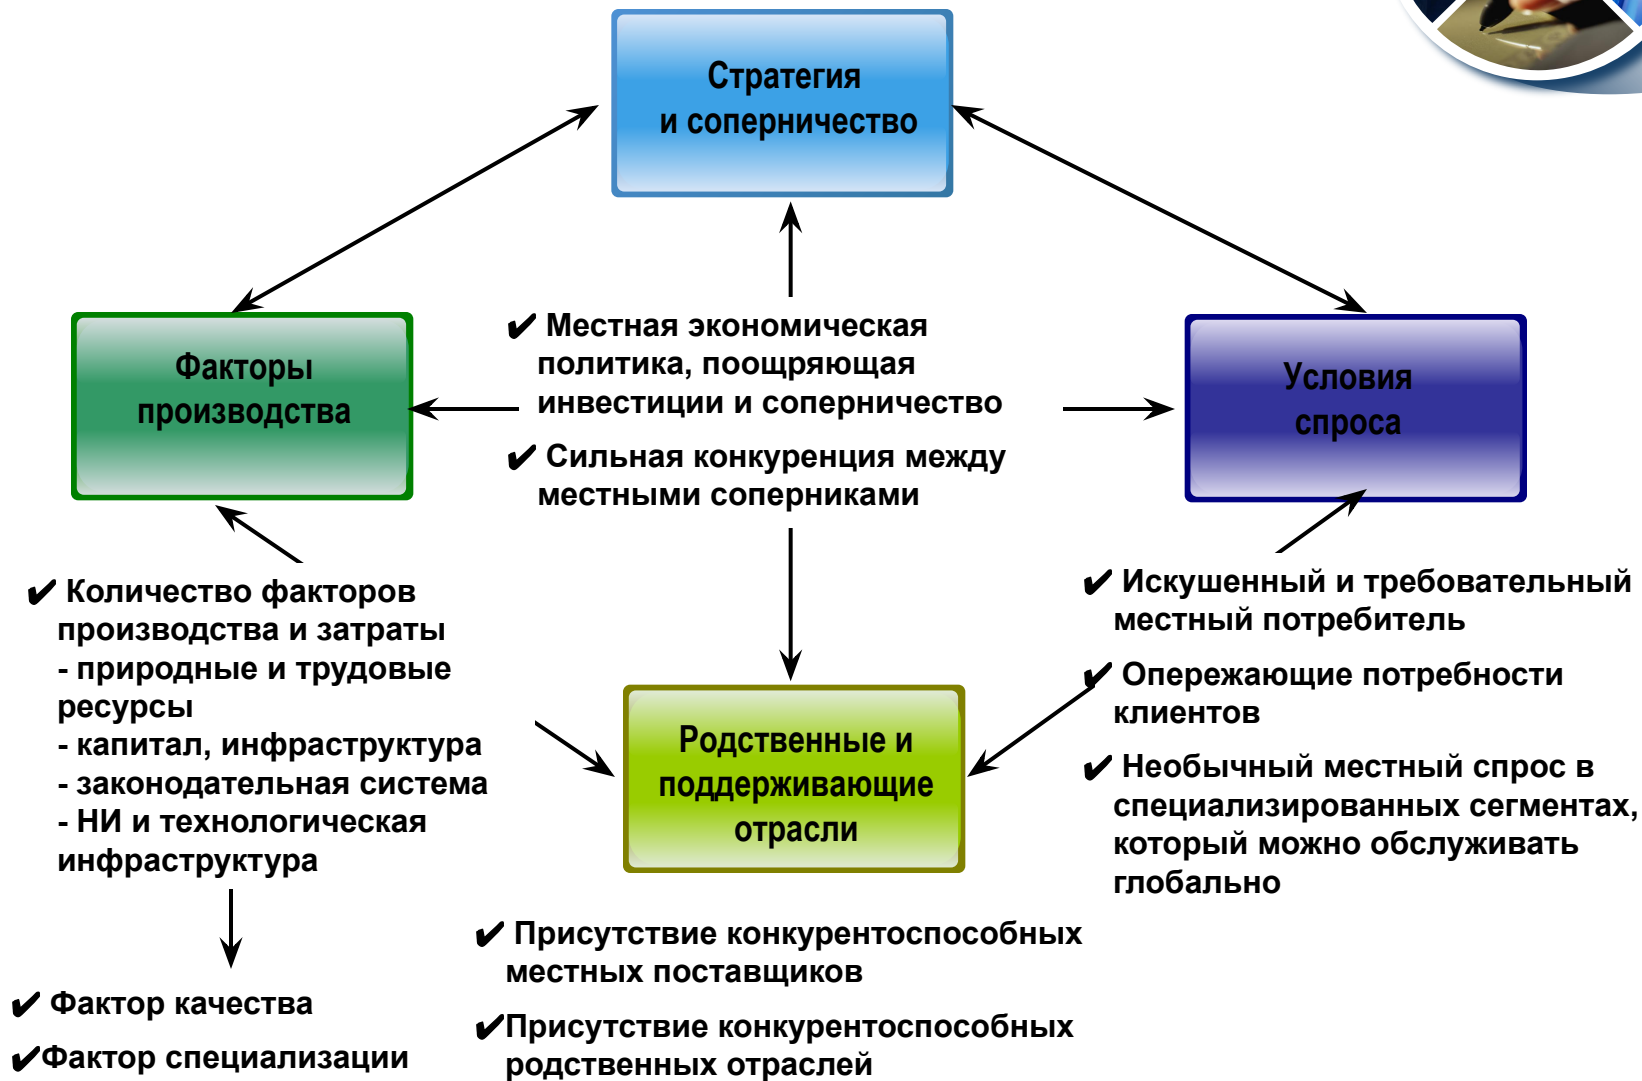 Стратегия
и соперничество
Факторы
производства
✔ Местная экономическая
политика, поощряющая
инвестиции и соперничество
✔ Сильная конкуренция между
местными соперниками
Условия
спроса
✔ Количество факторов
производства и затраты
- природные и трудовые
ресурсы
- капитал, инфраструктура
- законодательная система
- НИ и технологическая
инфраструктура
✔ Фактор качества
✔Фактор специализации
Родственные и
поддерживающие
отрасли
✔ Присутствие конкурентоспособных
местных поставщиков
✔Присутствие конкурентоспособных
родственных отраслей
✔ Искушенный и требовательный
местный потребитель
✔ Опережающие потребности
клиентов
✔ Необычный местный спрос в
специализированных сегментах,
который можно обслуживать
глобально